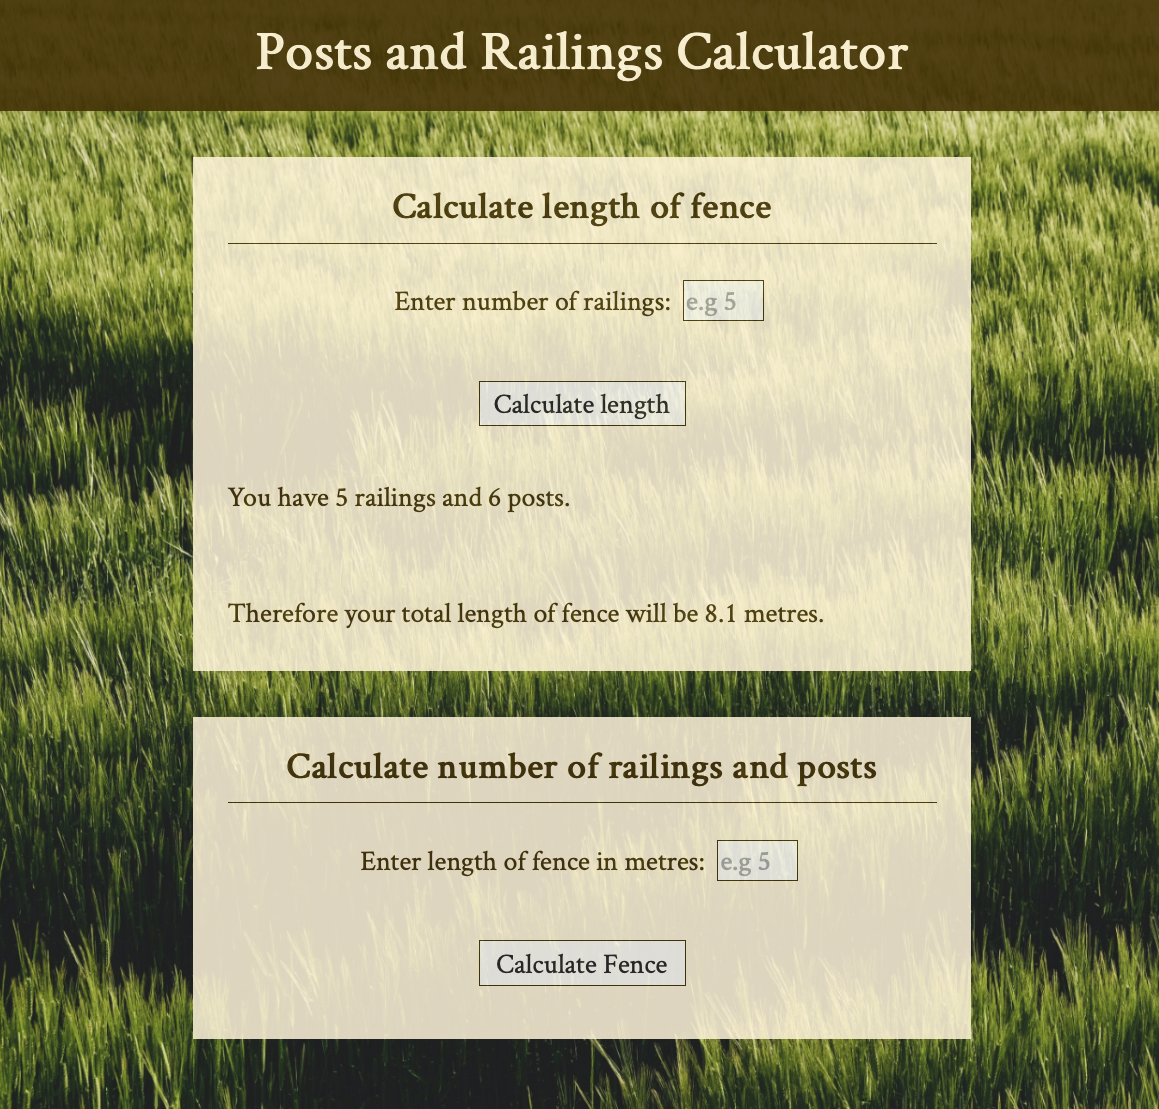 Posts and Railings Calculator
Calculate length of fence
Enter number of railings: e.g 5
Calculate length
You have 5 railings and 6 posts.
Therefore your total length of fence will be 8.1 metres.
Calculate number of railings and posts
Enter length of fence in metres: e.g 5
Calculate Fence